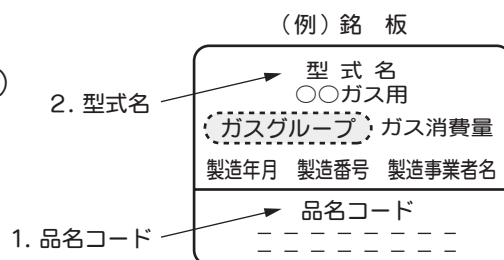 （例）銘 板
2. 型式名
型 式 名
○○ガス用
ガスグループ ガス消費量
製造年月 製造番号 製造事業者名
1. 品名コード
品名コード